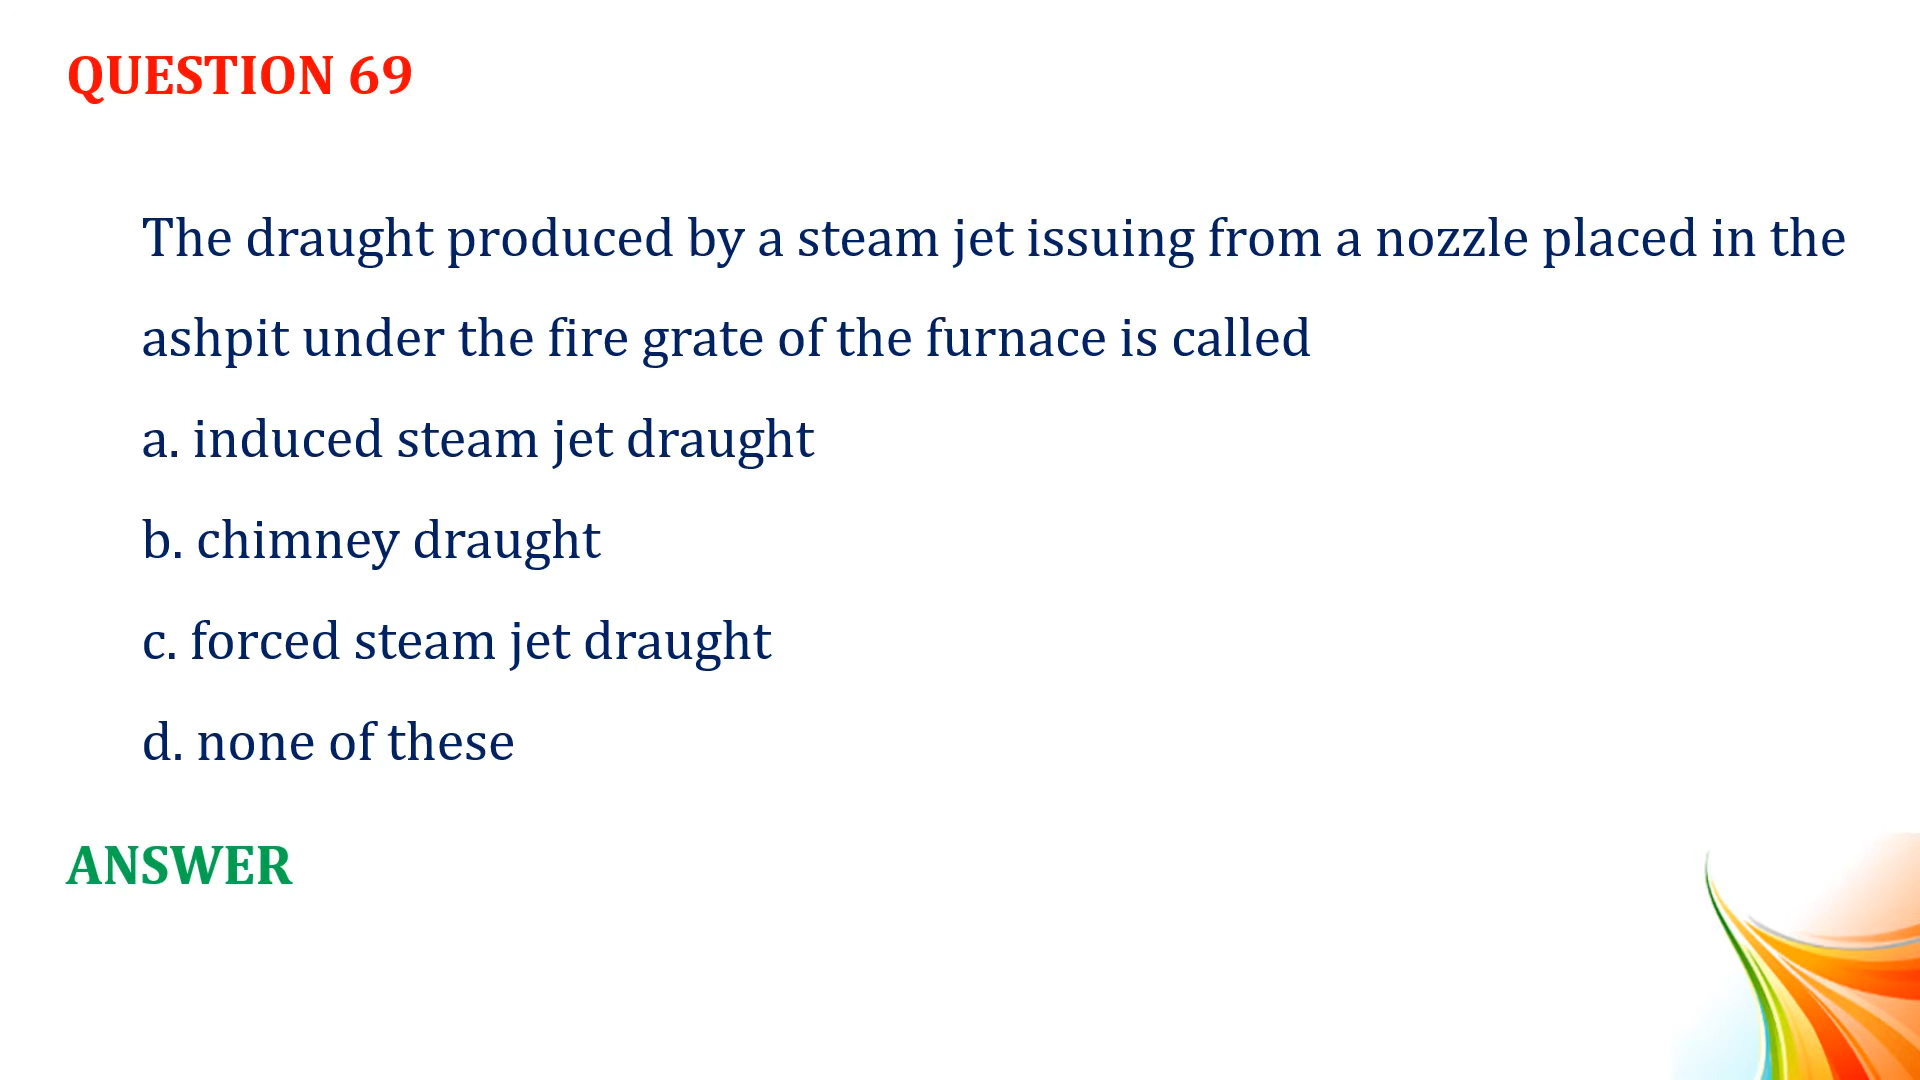 QUESTION 69
The draught produced by a steam jet issuing from a nozzle placed in the
ashpit under the fire grate of the furnace is called
a. induced steam jet draught
b. chimney draught
c. forced steam jet draught
d. none of these
ANSWER